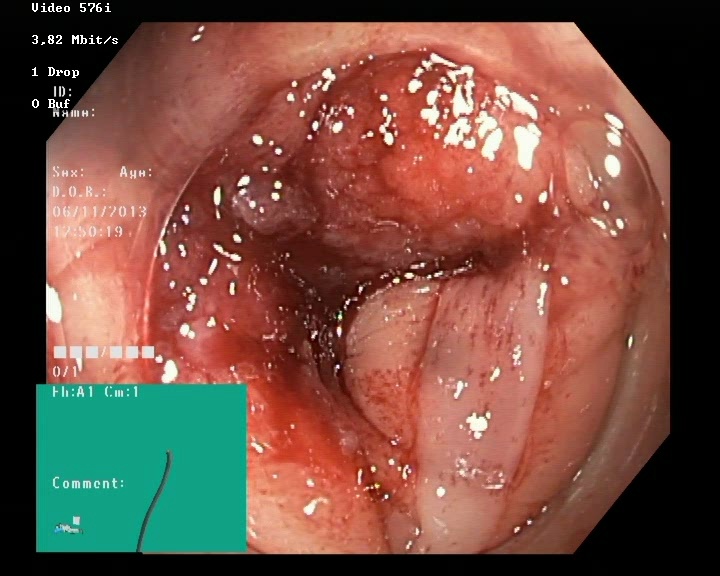 Video 576i
3,82 Mbit/s
1 Drop
ID:
0 Buf
Name:
Sex: Age:
D.O.B.:
06/11/2013
12:50:19
0/1
Eh:A1 Cm:1
Comment: